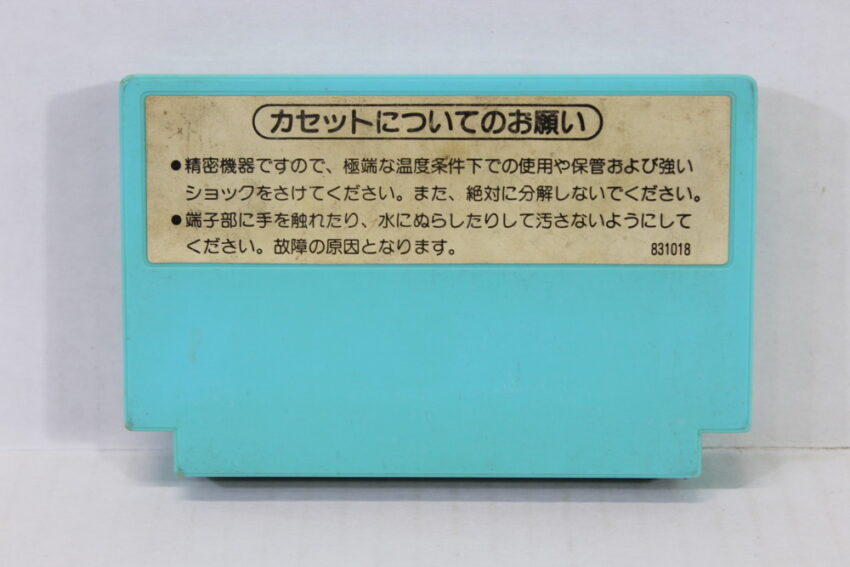 カセットについてのお願い
●精密機器ですので、極端な温度条件下での使用や保管および強い
ショックをさけてください。また、絶対に分解しないでください。
●端子部に手を触れたり、水にぬらしたりして汚さないようにして
ください。故障の原因となります。 831018